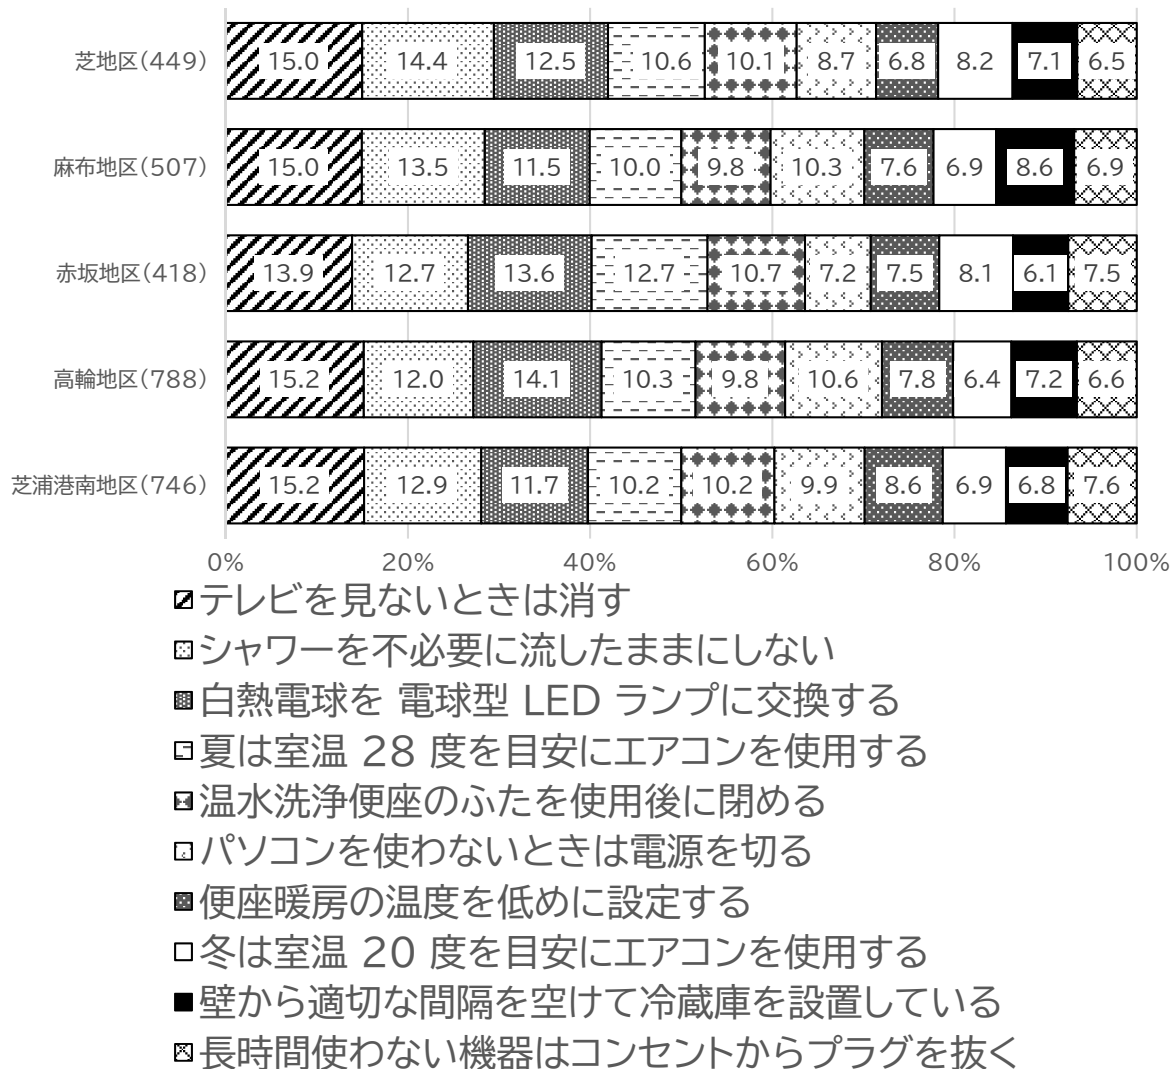 芝地区(449) 15.0 14.4 12.5 10.6 10.1 8.7 6.8 8.2 7.1 6.5
麻布地区(507) 15.0 13.5 11.5 10.0 9.8 10.3 7.6 6.9 8.6 6.9
赤坂地区(418) 13.9 12.7 13.6 12.7 10.7 7.2 7.5 8.1 6.1 7.5
高輪地区(788) 15.2 12.0 14.1 10.3 9.8 10.6 7.8 6.4 7.2 6.6
芝浦港南地区(746) 15.2 12.9 11.7 10.2 10.2 9.9 8.6 6.9 6.8 7.6
0% 20% 40% 60% 80% 100%
テレビを見ないときは消す
シャワーを不必要に流したままにしない
白熱電球を 電球型 LED ランプに交換する
夏は室温 28 度を目安にエアコンを使用する
温水洗浄便座のふたを使用後に閉める
パソコンを使わないときは電源を切る
便座暖房の温度を低めに設定する
冬は室温 20 度を目安にエアコンを使用する
壁から適切な間隔を空けて冷蔵庫を設置している
長時間使わない機器はコンセントからプラグを抜く